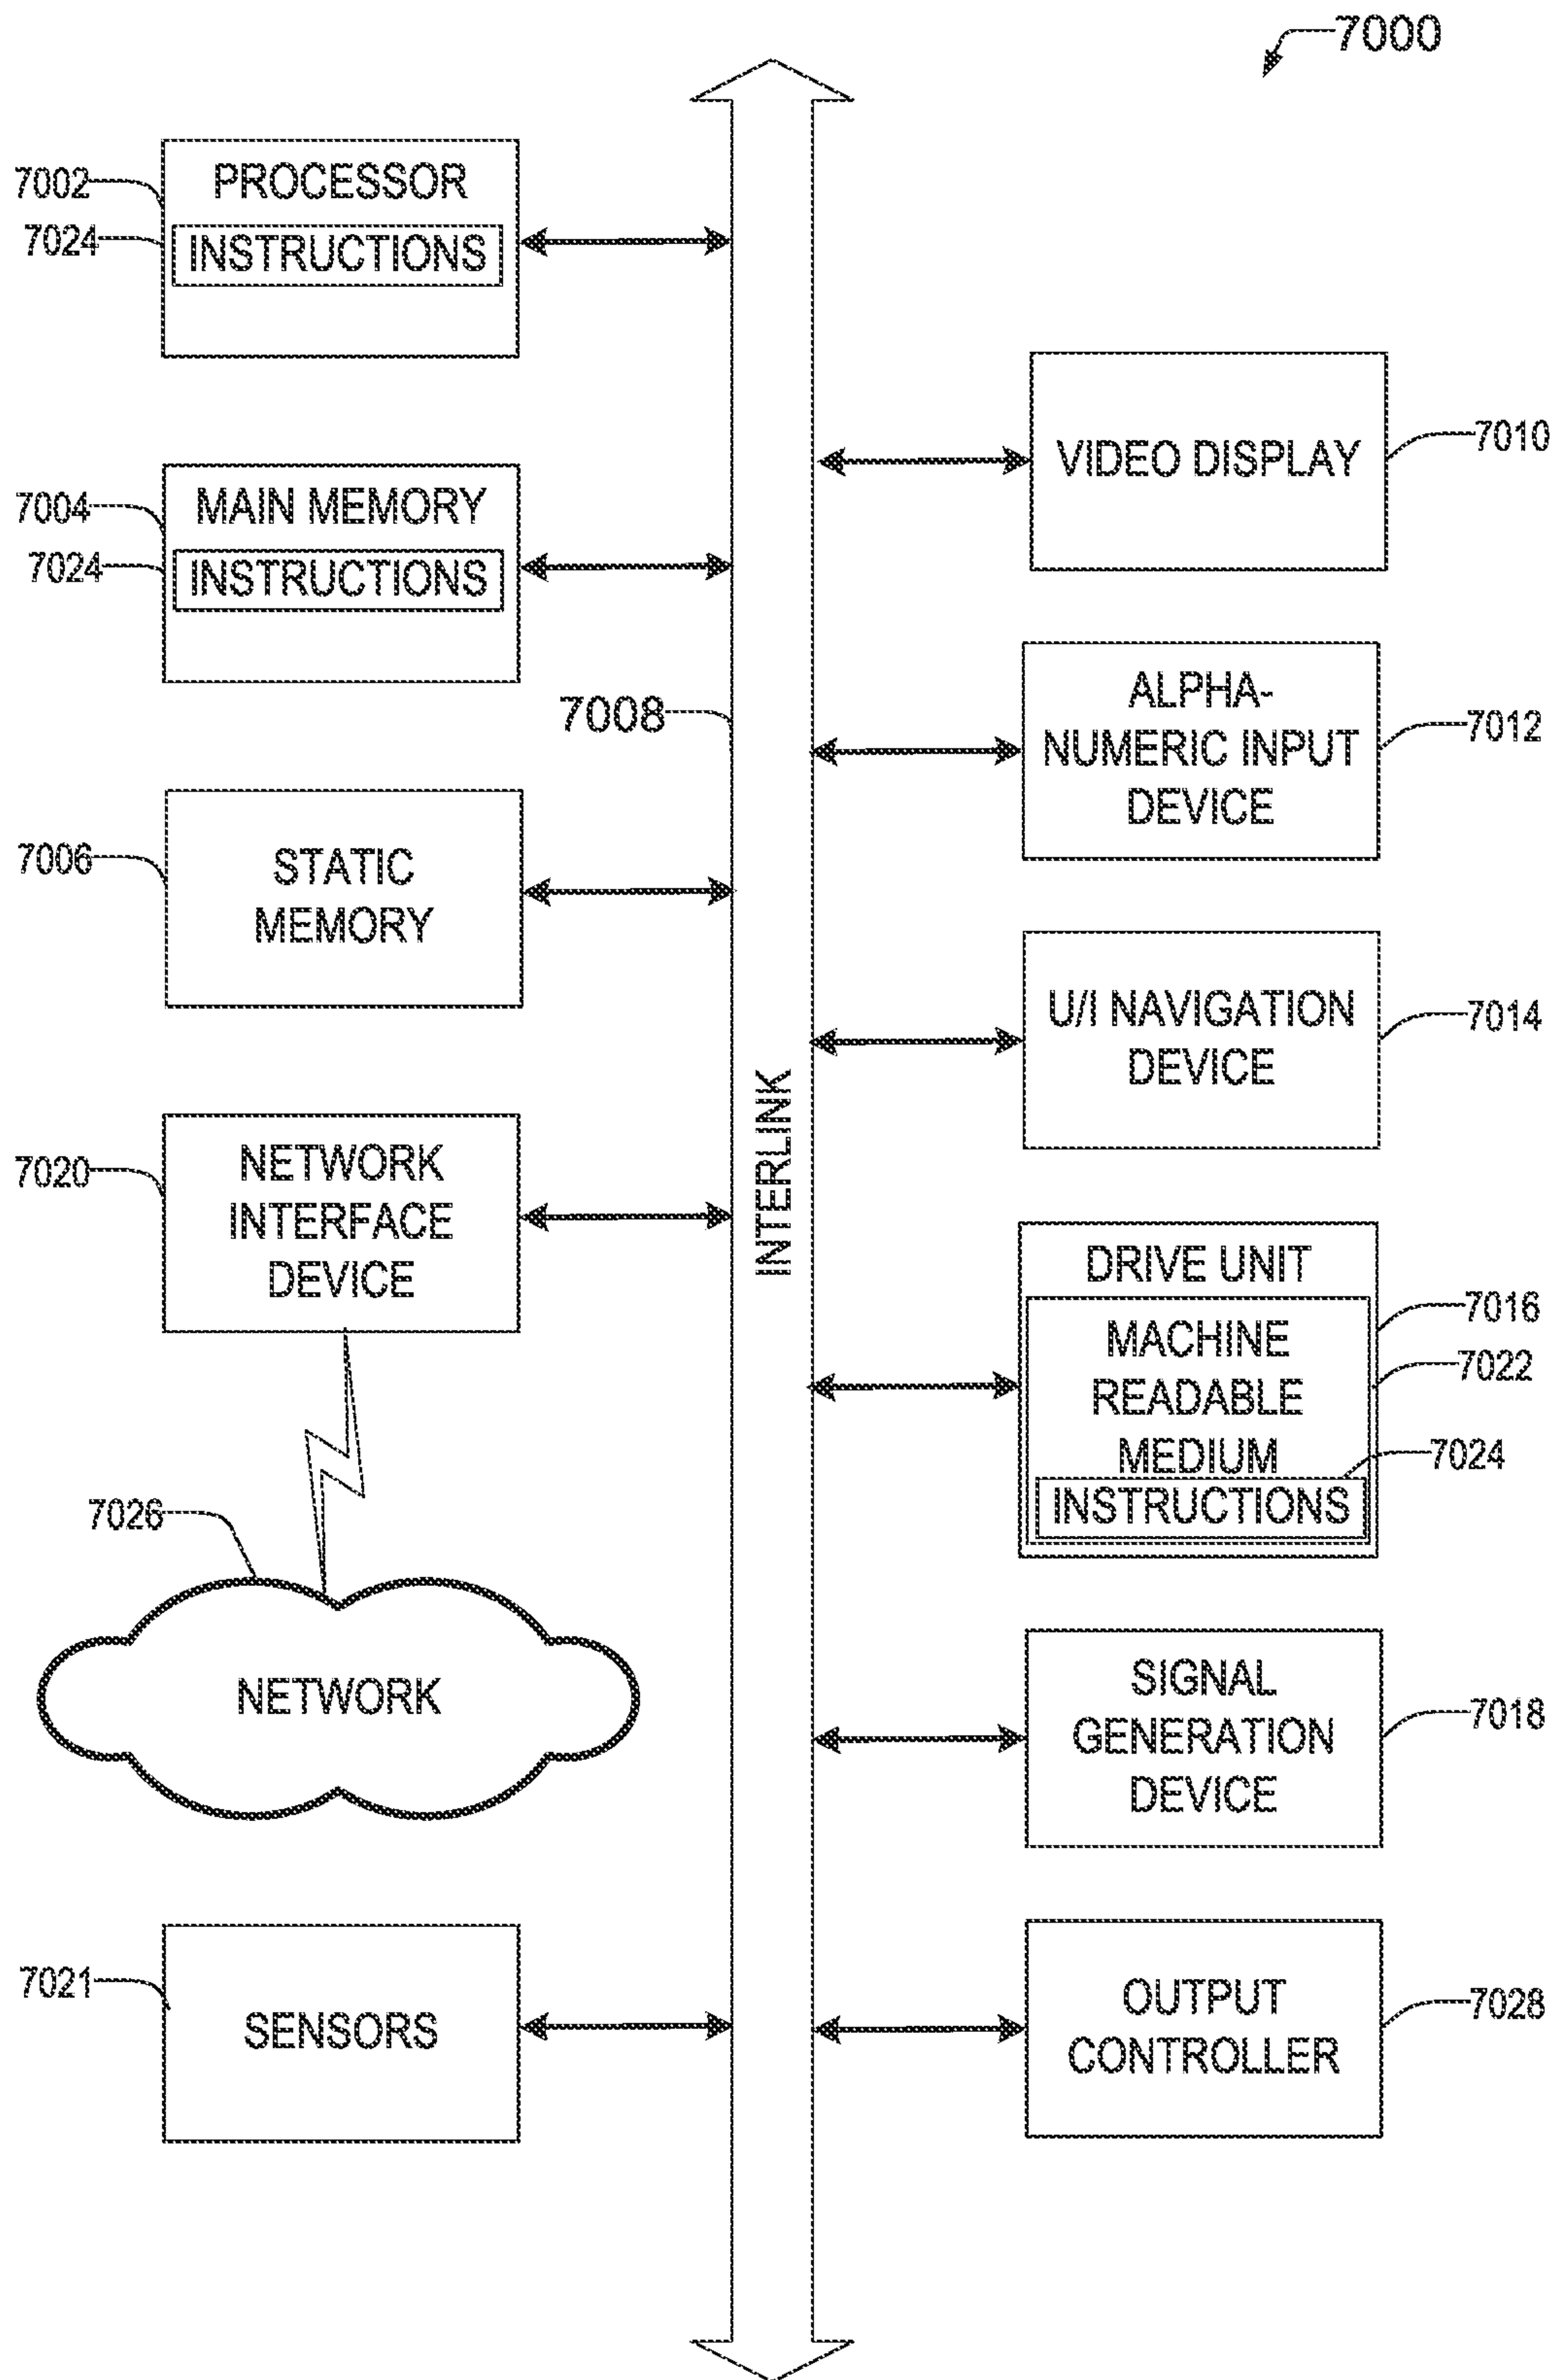 7000
PROCESSOR
7002
7024
INSTRUCTIONS
MAIN MEMORY
7004
7024
INSTRUCTIONS
7008
STATIC
MEMORY
7006
NETWORK
INTERFACE
DEVICE
7020
7026
NETWORK
SENSORS
7021
INTERLINK
VIDEO DISPLAY
7010
ALPHA-
NUMERIC INPUT
DEVICE
7012
U/I NAVIGATION
DEVICE
7014
DRIVE UNIT
7016
MACHINE
READABLE
MEDIUM
7022
7024
INSTRUCTIONS
SIGNAL
GENERATION
DEVICE
7018
OUTPUT
CONTROLLER
7028